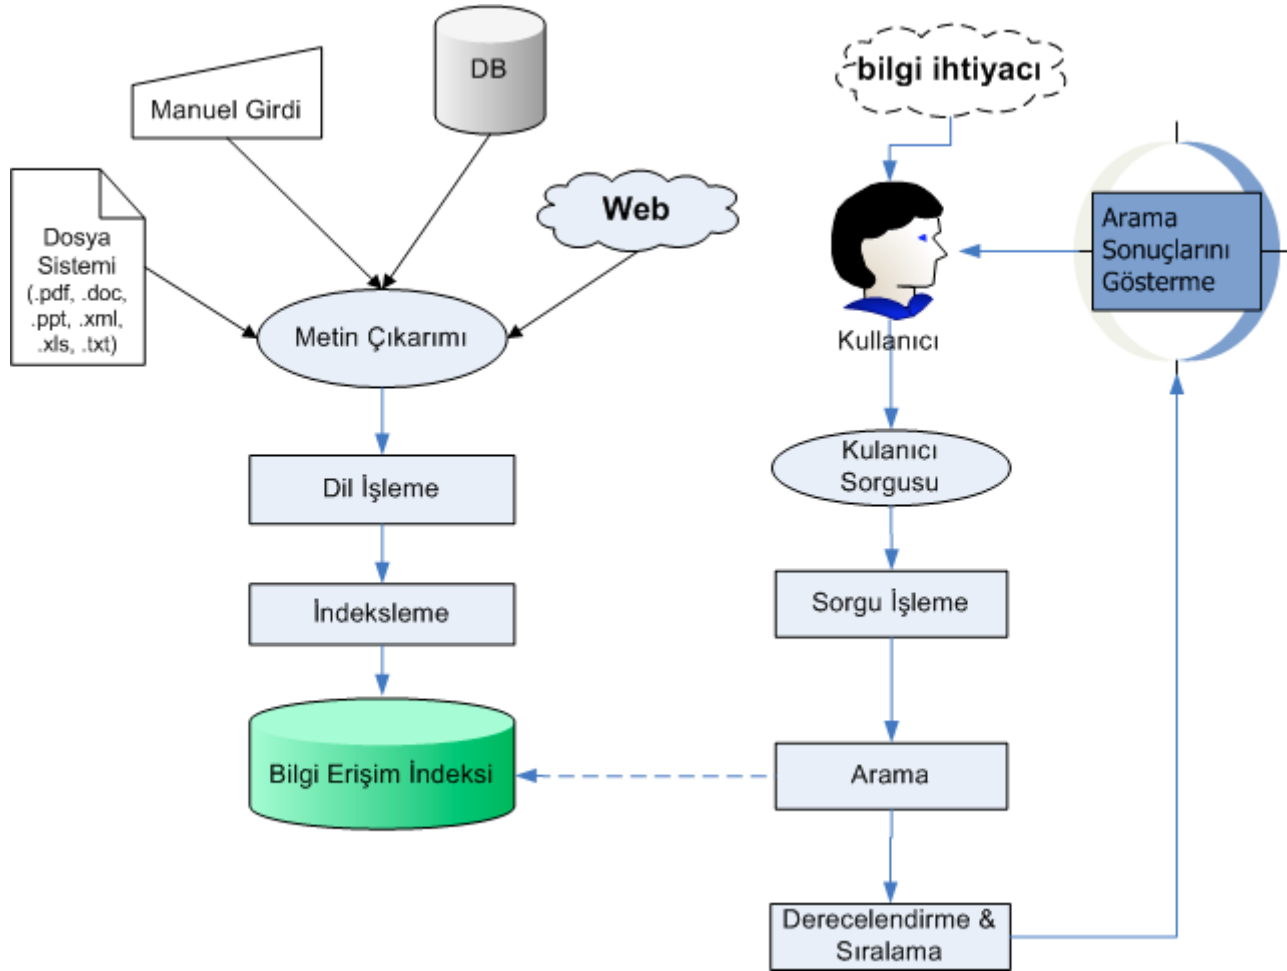 DB
Manuel Girdi
bilgi ihtiyacı
Web
Dosya
Sistemi
(.pdf, .doc,
.ppt, .xml,
.xls, .txt)
Arama
Sonuçlarını
Gösterme
Metin Çıkarımı
Kullanıcı
Kulanıcı
Sorgusu
Dil İşleme
Sorgu İşleme
İndeksleme
Bilgi Erişim İndeksi
Arama
Derecelendirme &
Sıralama